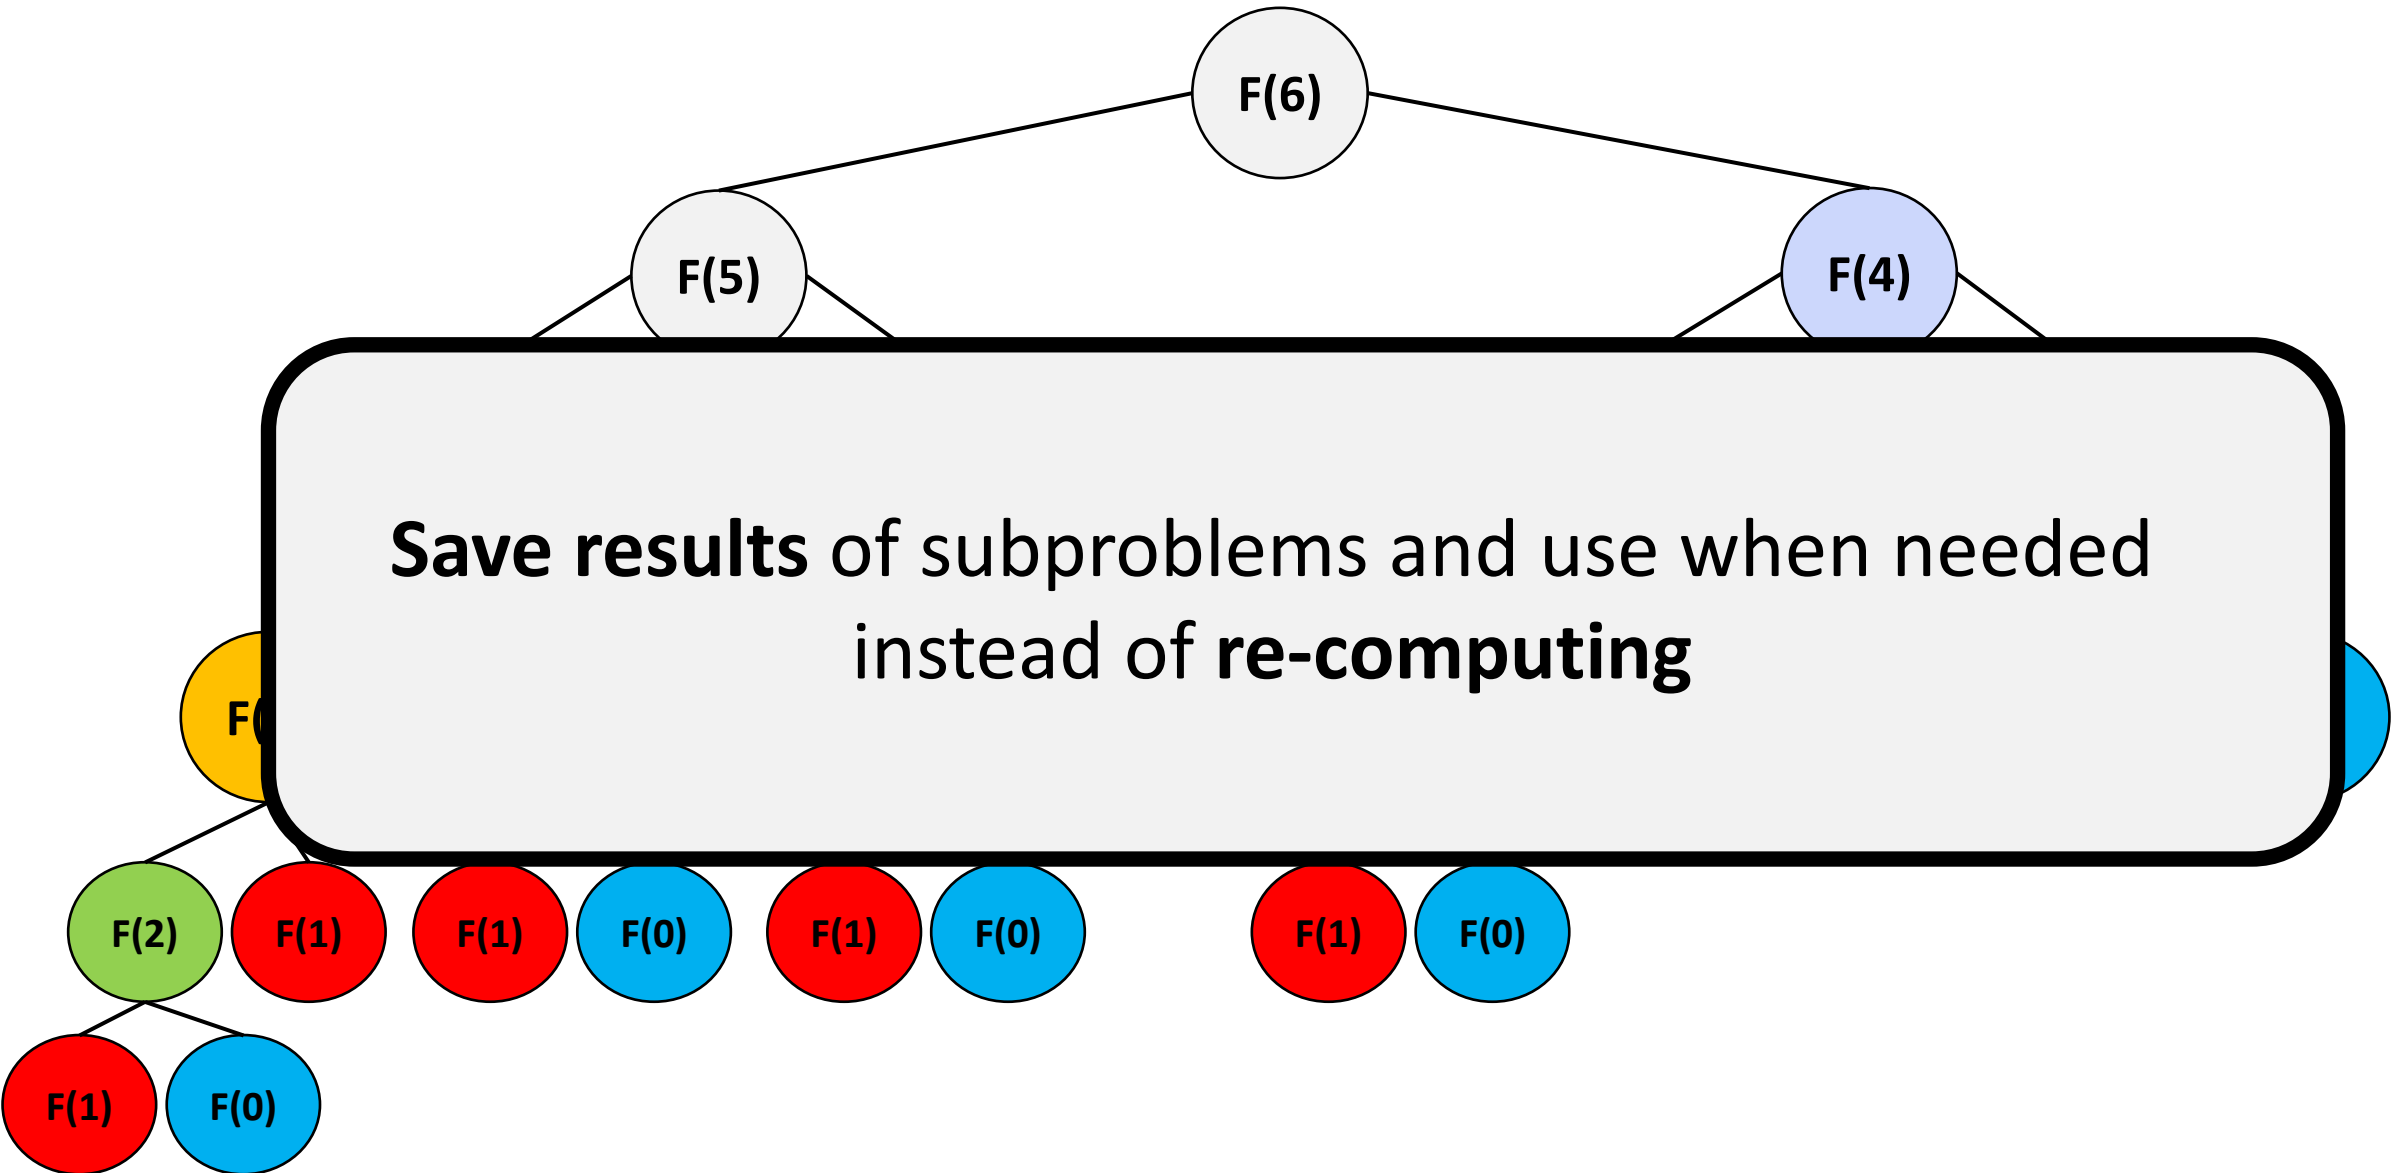 F(6)
F(5)
F(4)
Save results of subproblems and use when needed
instead of re-computing
F(
F(2)
F(1)
F(1)
F(0)
F(1)
F(0)
F(1)
F(0)
F(1)
F(0)